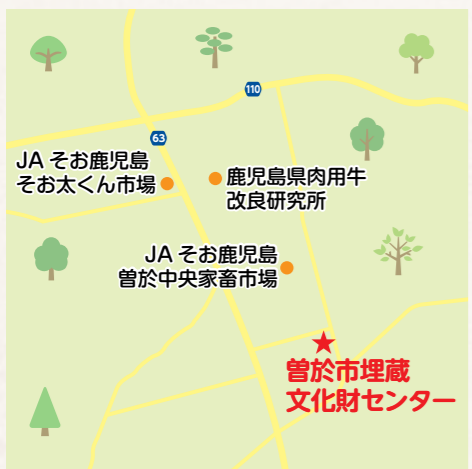 110
63
JA そお鹿児島
そお太くん市場
鹿児島県肉用牛
改良研究所
JA そお鹿児島
曽於中央家畜市場
曽於市埋蔵
文化財センター